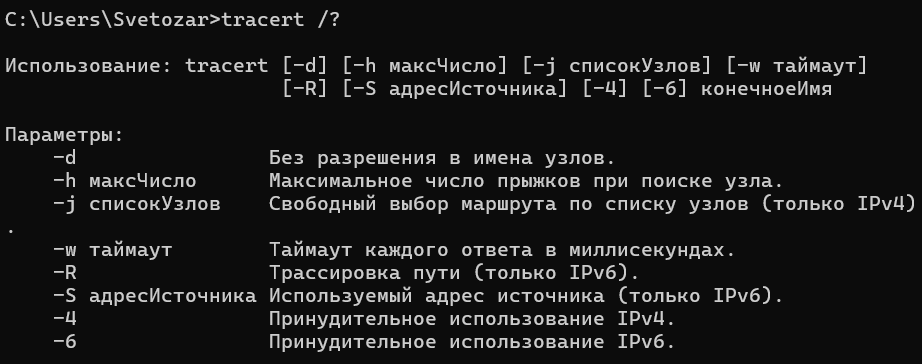 C:\Users\Svetozar>tracert /?
Использование: tracert [-d] [-h максЧисло] [-j списокУзлов] [-w таймаут]
[-R] [-S адресИсточника] [-4] [-6] конечноеИмя
Параметры:
-d Без разрешения в имена узлов.
-h максЧисло Максимальное число прыжков при поиске узла.
-j списокУзлов Свободный выбор маршрута по списку узлов (только IPv4)
.
-w таймаут Таймаут каждого ответа в миллисекундах.
-R Трассировка пути (только IPv6).
-S адресИсточника Используемый адрес источника (только IPv6).
-4 Принудительное использование IPv4.
-6 Принудительное использование IPv6.